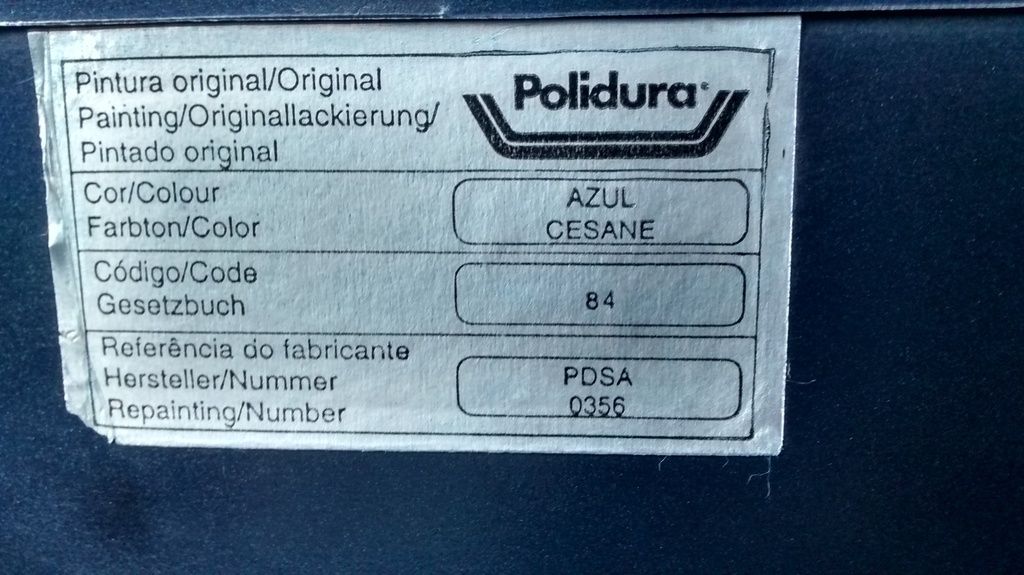 Pintura original/Original
Painting/Originallackierung/
Pintado original
Polidura®
Cor/Colour
Farbton/Color
AZUL
CESANE
Código/Code
Gesetzbuch
84
Referência do fabricante
Hersteller/Nummer
Repainting/Number
PDSA
0356